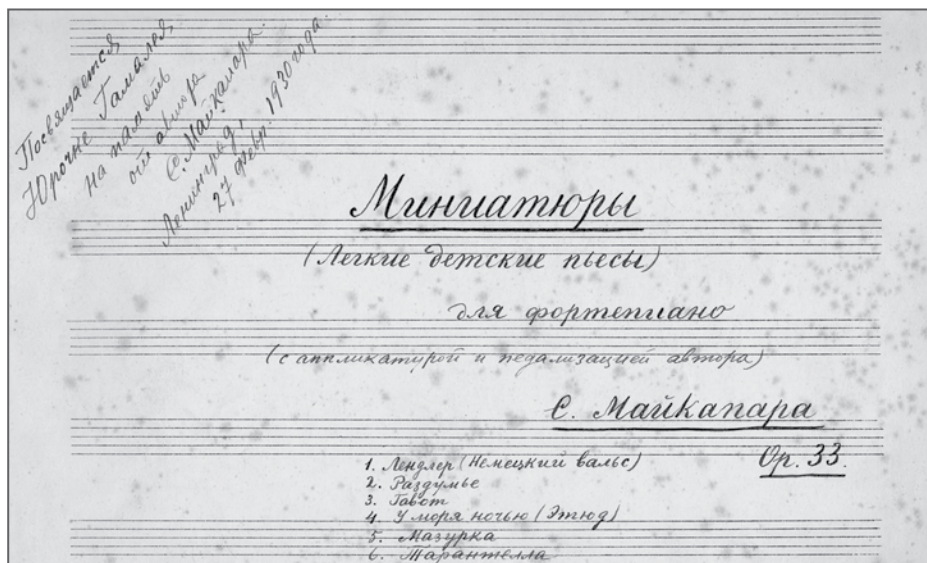 Посвящается
Юрочке Гамалея
на память
от автора
С. Майкапара
Ленинград,
27 февр. 1930 года.
Миниатюры
(Легкие детские пьесы)
для фортепиано
(с аппликатурой и педализацией автора)
С. Майкапара
Op. 33.
1. Лендлер (Немецкий вальс)
2. Раздумье
3. Гавот
4. У моря ночью (Этюд)
5. Мазурка
6. Тарантелла